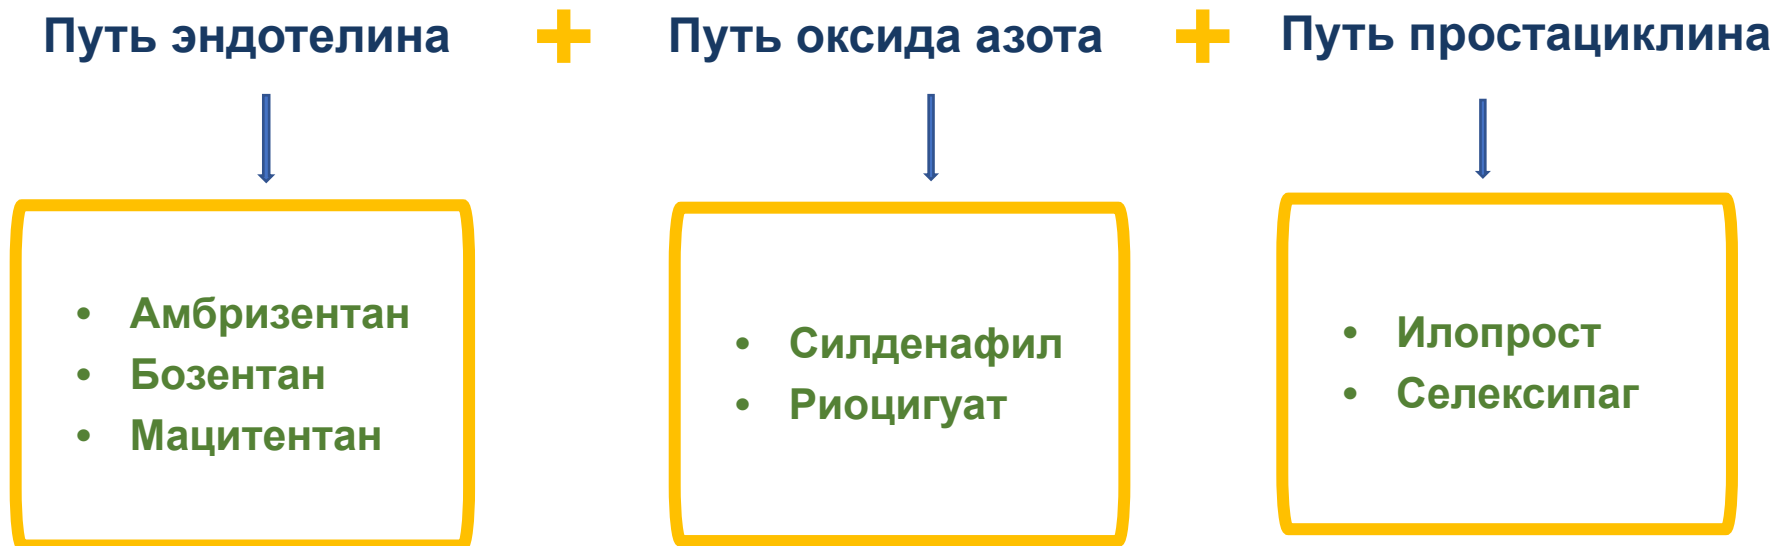 Путь эндотелина + Путь оксида азота + Путь простациклина
• Амбризентан
• Бозентан
• Мацитентан
• Силденафил
• Риоцигуат
• Илопрост
• Селексипаг